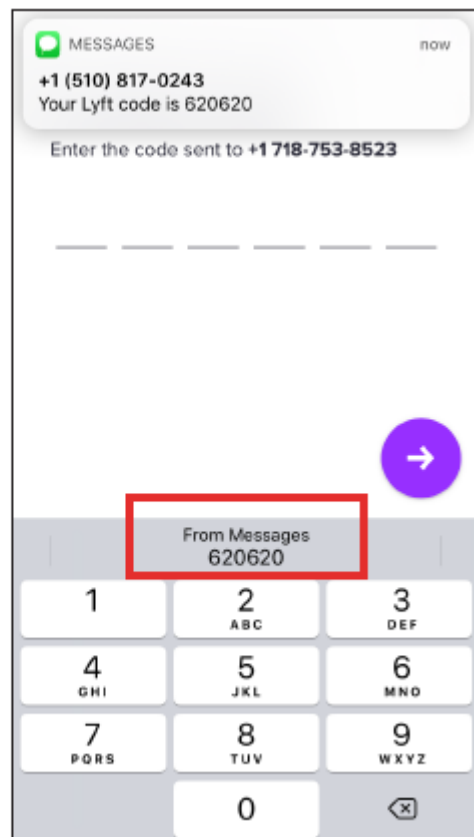 MESSAGES now
+1 (510) 817-0243
Your Lyft code is 620620
Enter the code sent to +1 718-753-8523
From Messages
620620
1 2 3
ABC DEF
4 5 6
GHI JKL MNO
7 8 9
PQRS TUV WXYZ
0